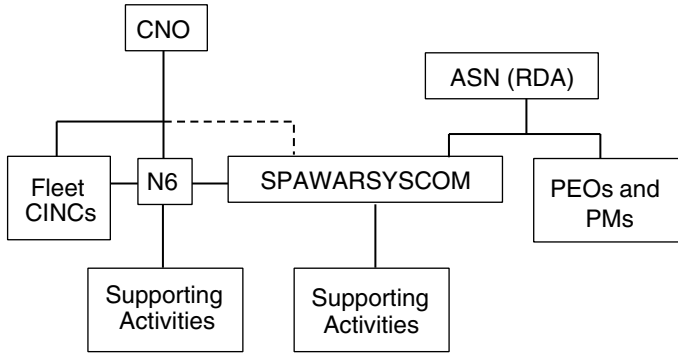 CNO
ASN (RDA)
Fleet
CINCs
N6
SPAWARSYSCOM
PEOs and
PMs
Supporting
Activities
Supporting
Activities